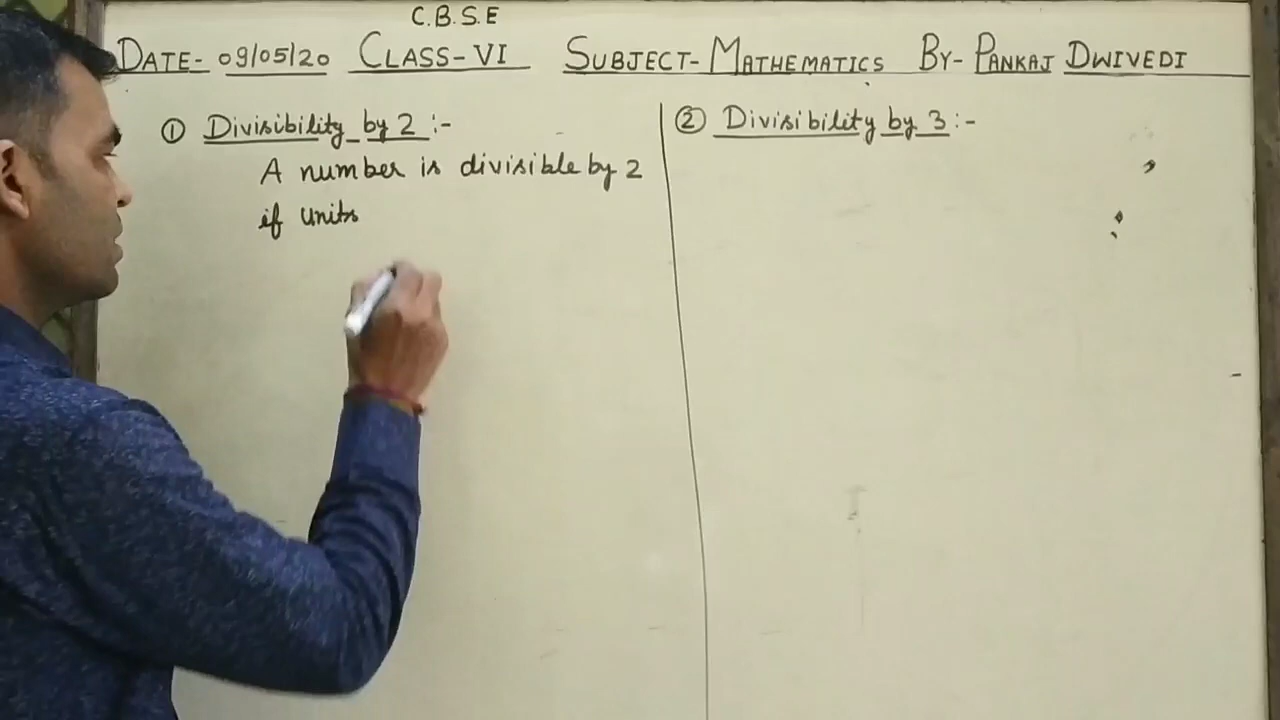 C.B.S.E
DATE- 09/05/20 CLASS-VI SUBJECT- MATHEMATICS BY- PANKAJ DWIVEDI
① Divisibility by 2 :-
A number is divisible by 2
if units
② Divisibility by 3 :-